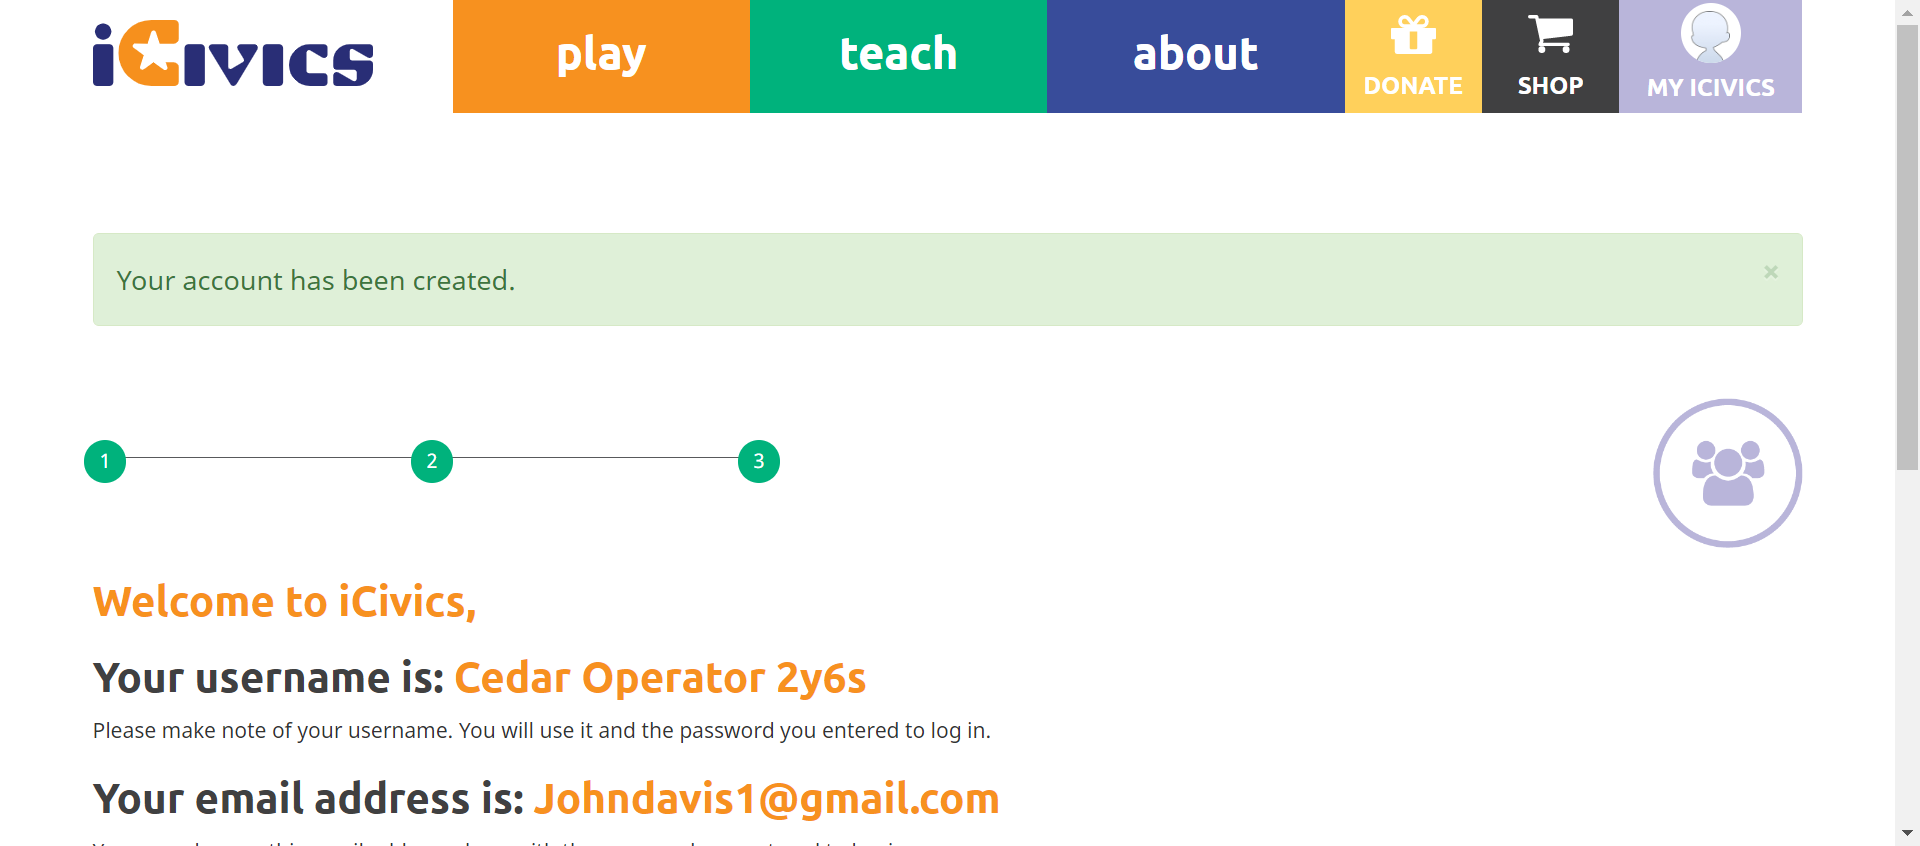 iCivics
play
teach
about
DONATE
SHOP
MY ICIVICS
Your account has been created.
×
1
2
3
Welcome to iCivics,
Your username is: Cedar Operator 2y6s
Please make note of your username. You will use it and the password you entered to log in.
Your email address is: Johndavis1@gmail.com